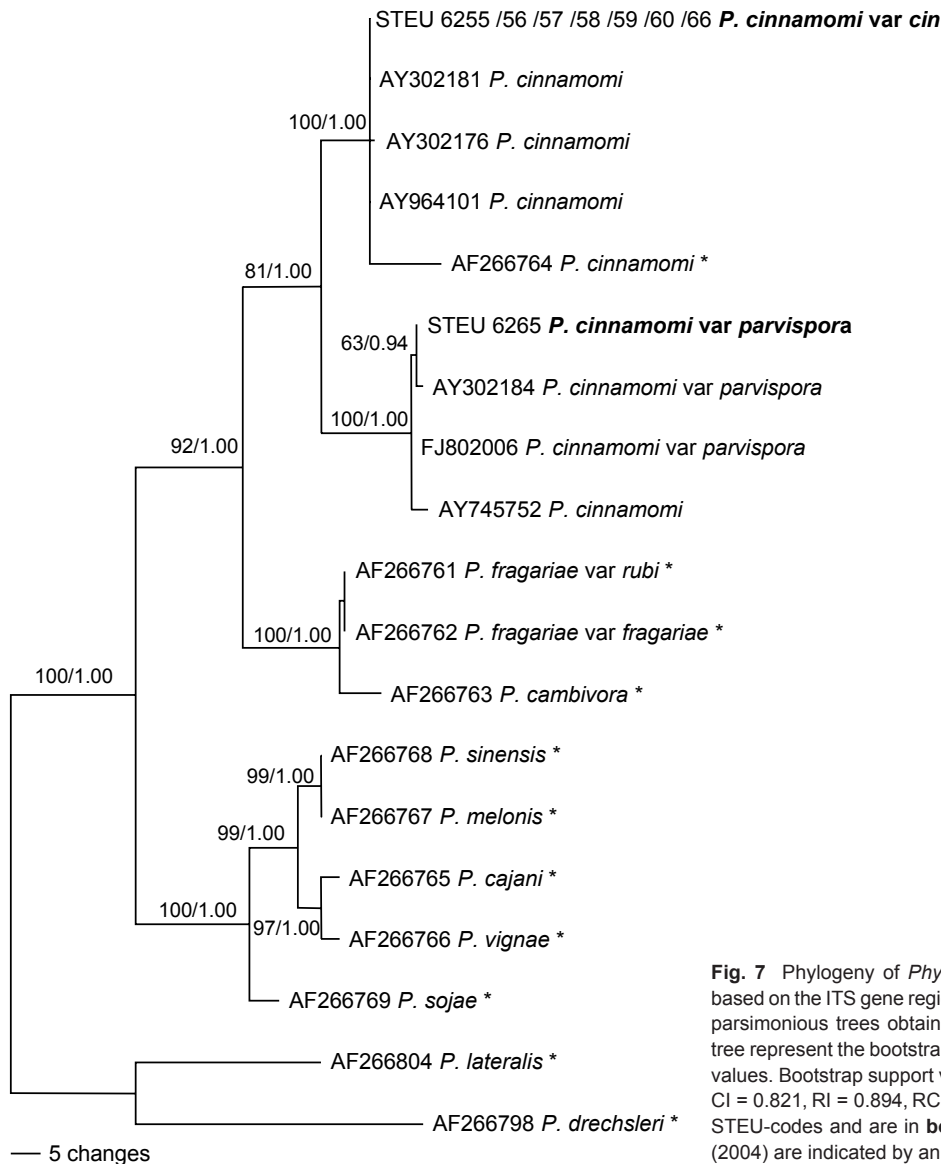 STEU 6255 /56 /57 /58 /59 /60 /66 P. cinnamomi var cin
AY302181 P. cinnamomi
100/1.00
AY302176 P. cinnamomi
AY964101 P. cinnamomi
AF266764 P. cinnamomi *
81/1.00
STEU 6265 P. cinnamomi var parvispora
63/0.94
AY302184 P. cinnamomi var parvispora
100/1.00
FJ802006 P. cinnamomi var parvispora
92/1.00
AY745752 P. cinnamomi
AF266761 P. fragariae var rubi *
100/1.00
AF266762 P. fragariae var fragariae *
100/1.00
AF266763 P. cambivora *
AF266768 P. sinensis *
99/1.00
AF266767 P. melonis *
99/1.00
AF266765 P. cajani *
100/1.00
97/1.00
AF266766 P. vignae *
AF266769 P. sojae *
AF266804 P. lateralis *
AF266798 P. drechsleri *
5 changes
Fig. 7 Phylogeny of Phy
based on the ITS gene regi
parsimonious trees obtain
tree represent the bootstra
values. Bootstrap support v
CI = 0.821, RI = 0.894, RC
STEU-codes and are in bo
(2004) are indicated by an